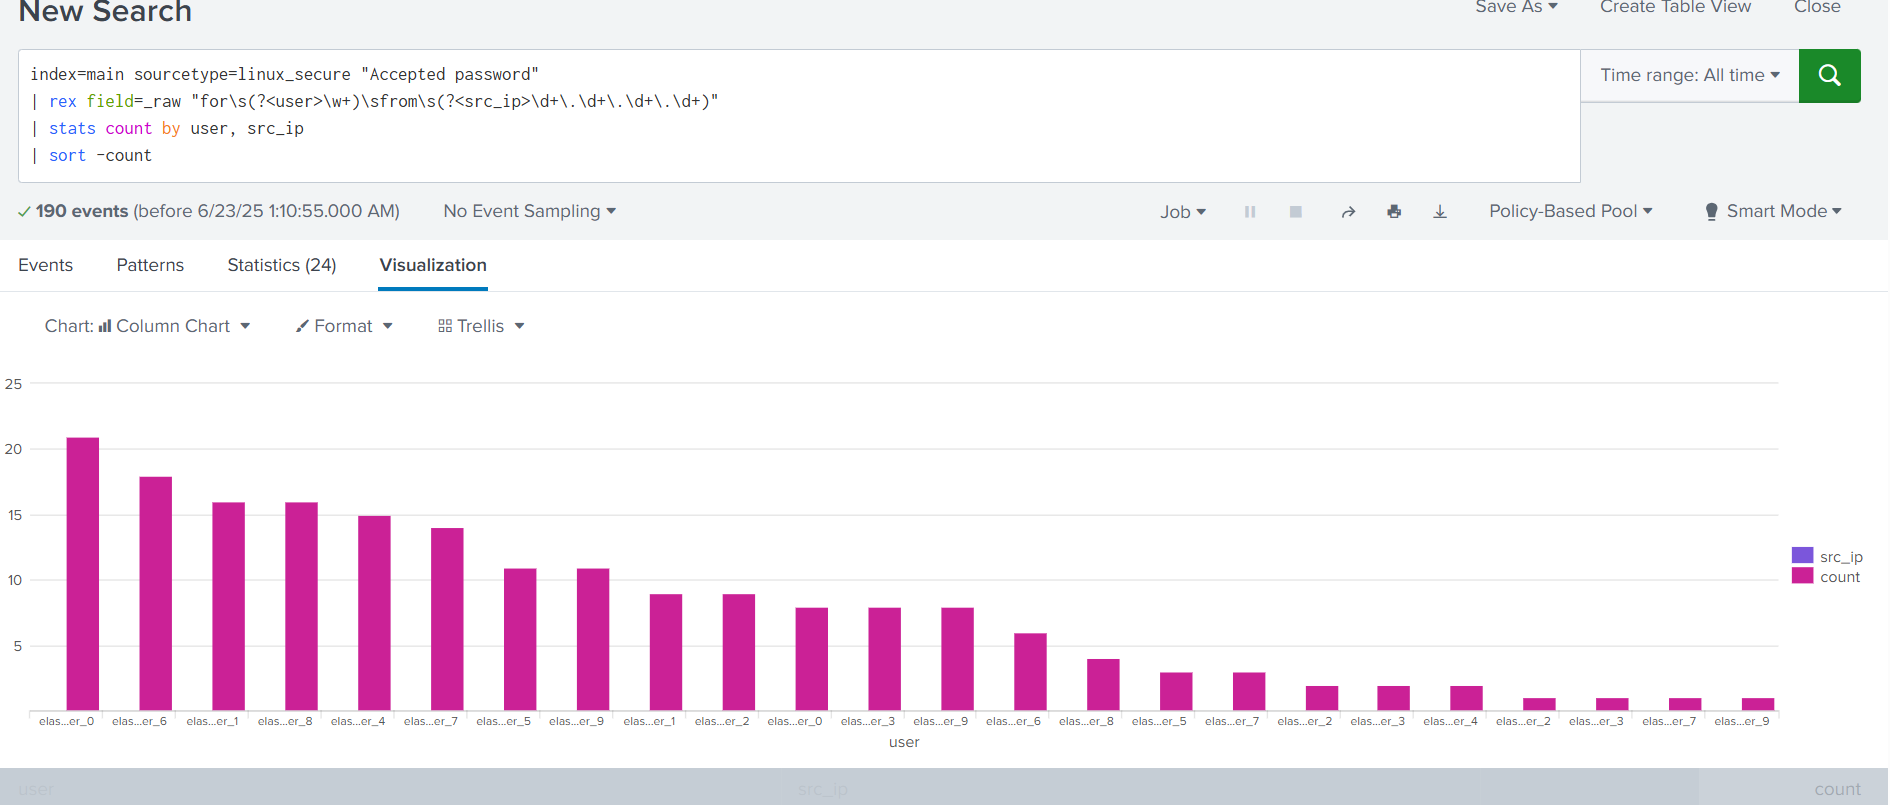 New Search
Save As Create Table View Close
index=main sourcetype=linux_secure "Accepted password"
| rex field=_raw "for\s(?<user>\w+)\sfrom\s(?<src_ip>\d+\.\d+\.\d+\.\d+)"
| stats count by user, src_ip
| sort -count
Time range: All time
190 events (before 6/23/25 1:10:55.000 AM) No Event Sampling
Job Policy-Based Pool Smart Mode
Events Patterns Statistics (24) Visualization
Chart: Column Chart Format Trellis
25
20
15
10
5
src_ip
count
elas...er_0 elas...er_6 elas...er_1 elas...er_8 elas...er_4 elas...er_7 elas...er_5 elas...er_9 elas...er_1 elas...er_2 elas...er_0 elas...er_3 elas...er_9 elas...er_6 elas...er_8 elas...er_5 elas...er_7 elas...er_2 elas...er_3 elas...er_4 elas...er_2 elas...er_3 elas...er_7 elas...er_9
user
user src_ip count